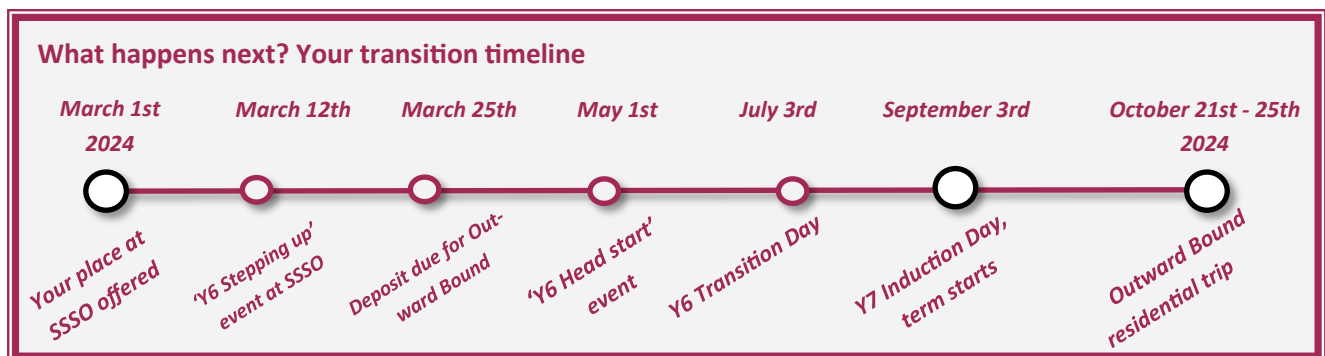 What happens next? Your transition timeline
March 1st
2024
March 12th
March 25th
May 1st
July 3rd
September 3rd
October 21st - 25th
2024
Your place at
SSSO offered
‘Y6 Stepping up’
event at SSSO
Deposit due for Out-
ward Bound
‘Y6 Head start’
event
Y6 Transition Day
Y7 Induction Day,
term starts
Outward Bound
residential trip